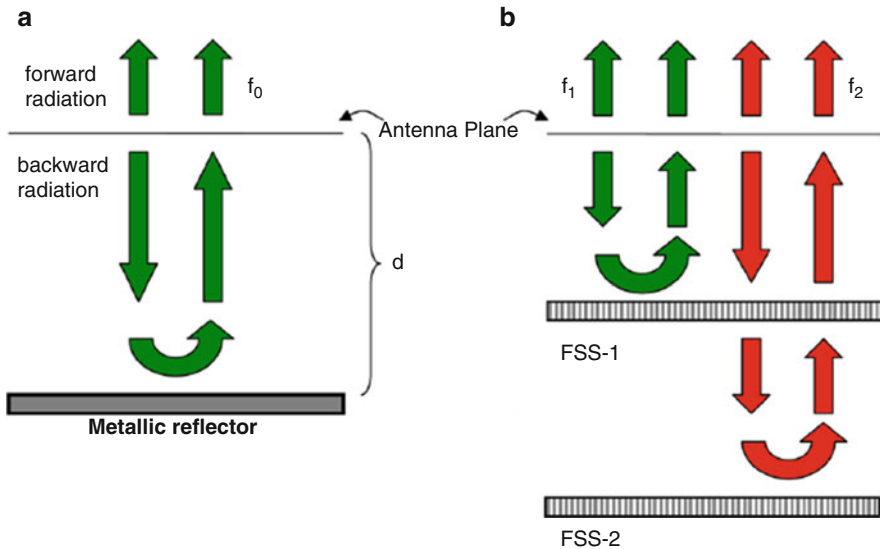 a
forward
radiation
f₀
Antenna Plane
backward
radiation
d
Metallic reflector
b
f₁
f₂
FSS-1
FSS-2